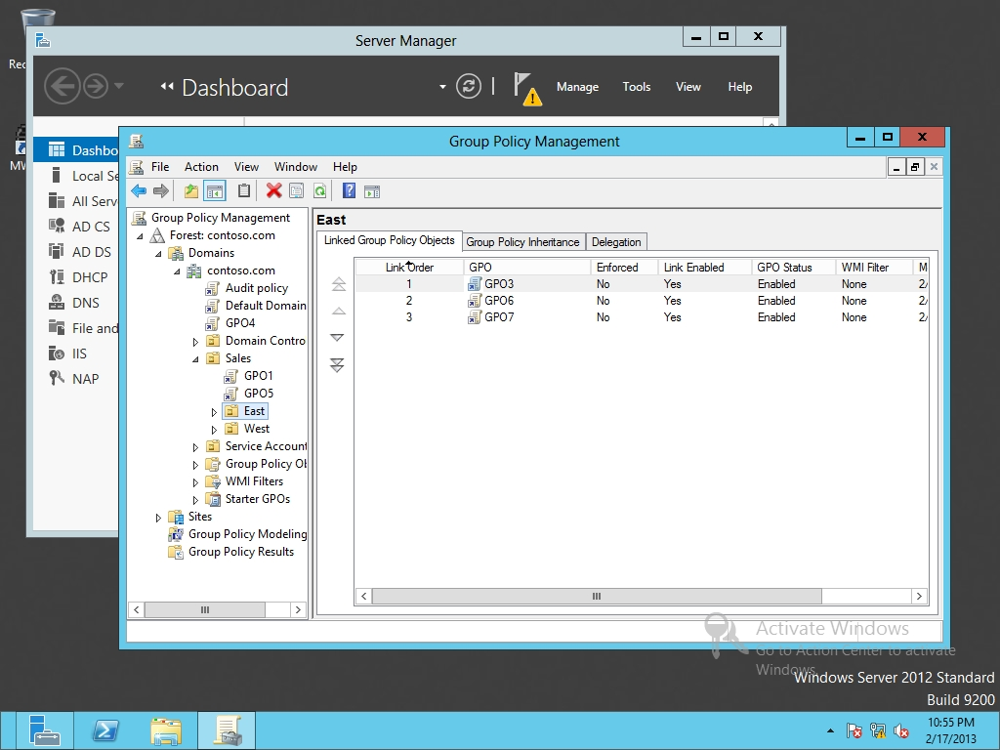 Server Manager
Dashboard
Manage Tools View Help
Group Policy Management
File Action View Window Help
Local Se
All Serv
AD CS
AD DS
DHCP
DNS
File and
IIS
NAP
Dashbo
Group Policy Management
Forest: contoso.com
Domains
contoso.com
Audit policy
Default Domain
GPO4
Domain Contro
Sales
GPO1
GPO5
East
West
Service Account
Group Policy Ob
WMI Filters
Starter GPOs
Sites
Group Policy Modeling
Group Policy Results
East
Linked Group Policy Objects Group Policy Inheritance Delegation
Link Order GPO Enforced Link Enabled GPO Status WMI Filter M
1 GPO3 No Yes Enabled None 2/
2 GPO6 No Yes Enabled None 2/
3 GPO7 No Yes Enabled None 2/
Activate Windows
Go to Action Center to activate
Windows.
Windows Server 2012 Standard
Build 9200
10:55 PM
2/17/2013